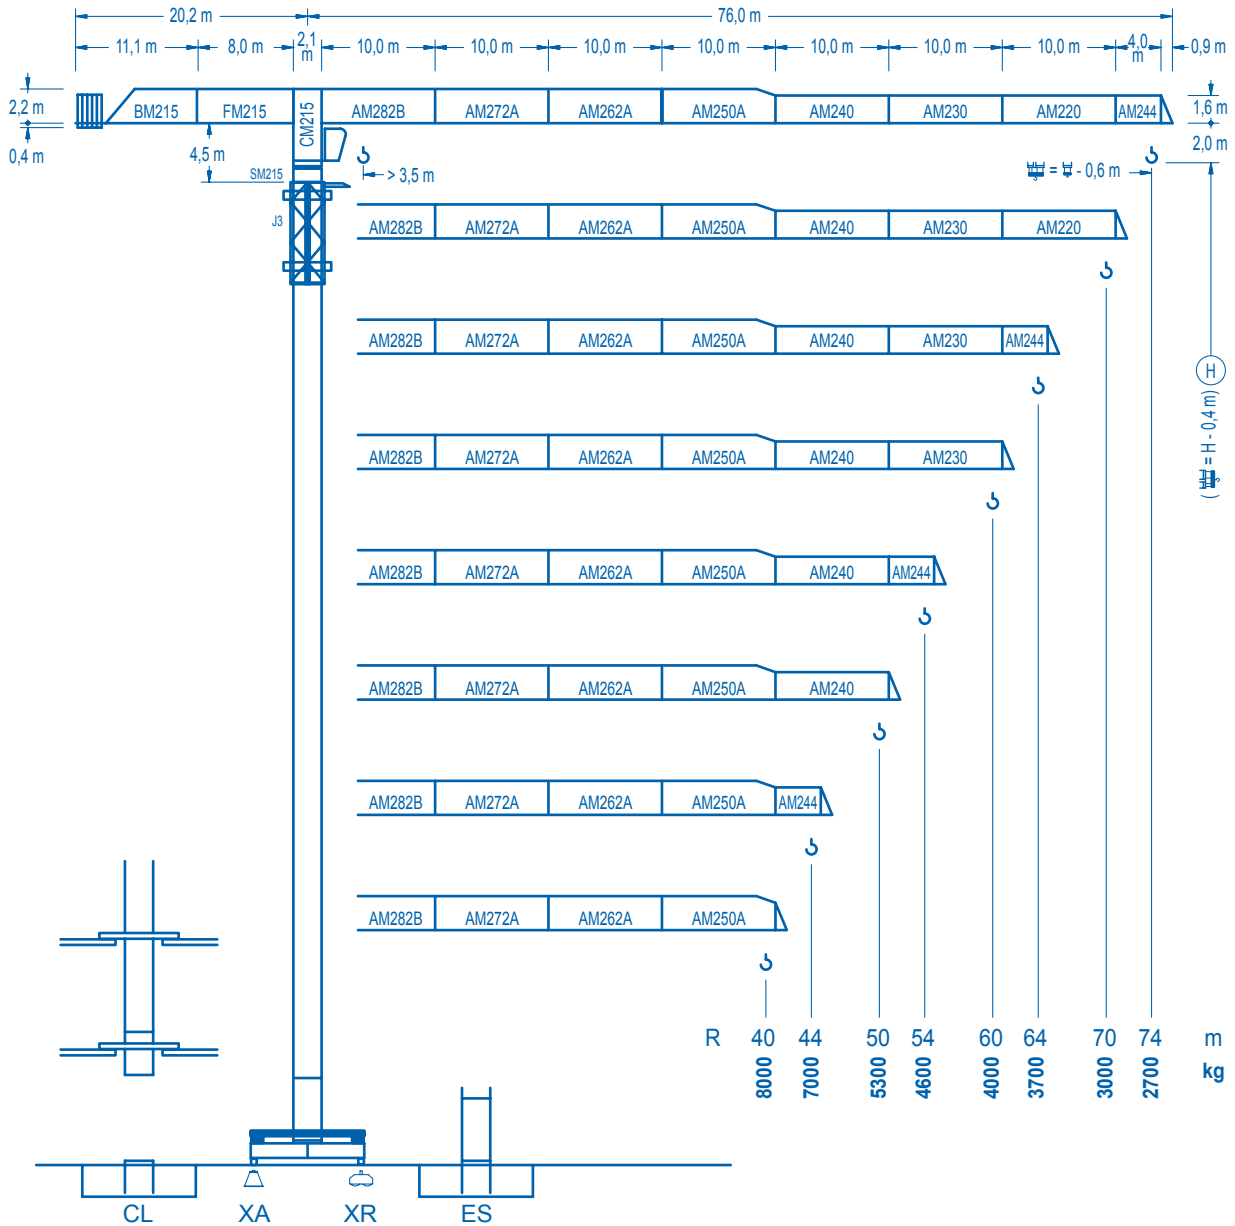 20,2 m 76,0 m
11,1 m 8,0 m 2,1 m 10,0 m 10,0 m 10,0 m 10,0 m 10,0 m 10,0 m 10,0 m 4,0 m 0,9 m
2,2 m BM215 FM215 CM215 AM282B AM272A AM262A AM250A AM240 AM230 AM220 AM244 1,6 m
0,4 m 4,5 m 2,0 m
SM215 > 3,5 m = - 0,6 m
J3 AM282B AM272A AM262A AM250A AM240 AM230 AM220
AM282B AM272A AM262A AM250A AM240 AM230 AM244
H
( = H - 0,4 m)
AM282B AM272A AM262A AM250A AM240 AM230
AM282B AM272A AM262A AM250A AM240 AM244
AM282B AM272A AM262A AM250A AM240
AM282B AM272A AM262A AM250A AM244
AM282B AM272A AM262A AM250A
R 40 44 50 54 60 64 70 74 m
8000 7000 5300 4600 4000 3700 3000 2700 kg
CL XA XR ES